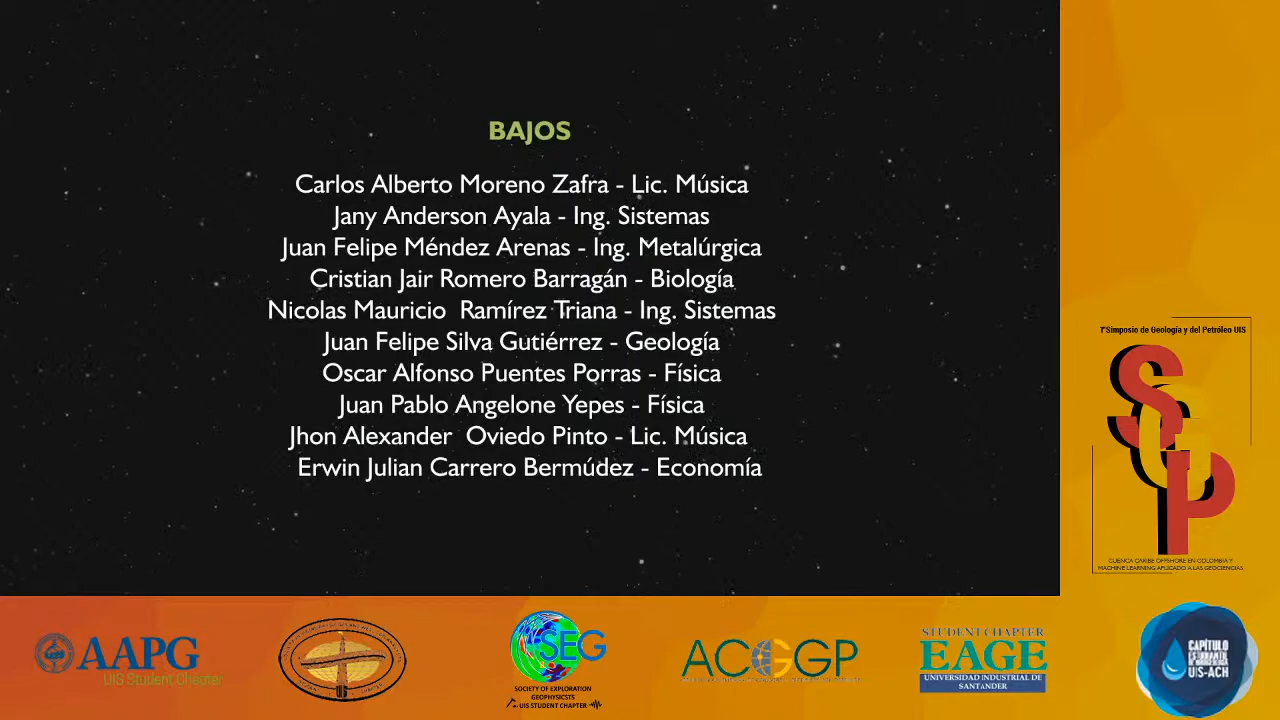 BAJOS
Carlos Alberto Moreno Zafra - Lic. Música
Jany Anderson Ayala - Ing. Sistemas
Juan Felipe Méndez Arenas - Ing. Metalúrgica
Cristian Jair Romero Barragán - Biología
Nicolas Mauricio  Ramírez Triana - Ing. Sistemas
Juan Felipe Silva Gutiérrez - Geología
Oscar Alfonso Puentes Porras - Física
Juan Pablo Angelone Yepes - Física
Jhon Alexander  Oviedo Pinto - Lic. Música
Erwin Julian Carrero Bermúdez - Economía
Simposio de Geología y del Petróleo UIS
SGP
CUENCA CARIBE OFFSHORE EN COLOMBIA Y
MACHINE LEARNING APLICADO A LAS GEOCIENCIAS
AAPG
UIS Student Chapter
SEG
SOCIETY OF EXPLORATION
GEOPHYSICSTS
UIS STUDENT CHAPTER
ACGGP
STUDENT CHAPTER
EAGE
UNIVERSIDAD INDUSTRIAL DE
SANTANDER
CAPÍTULO
ESTUDIANTIL
DE HIDROGEOLOGÍA
UIS-ACH